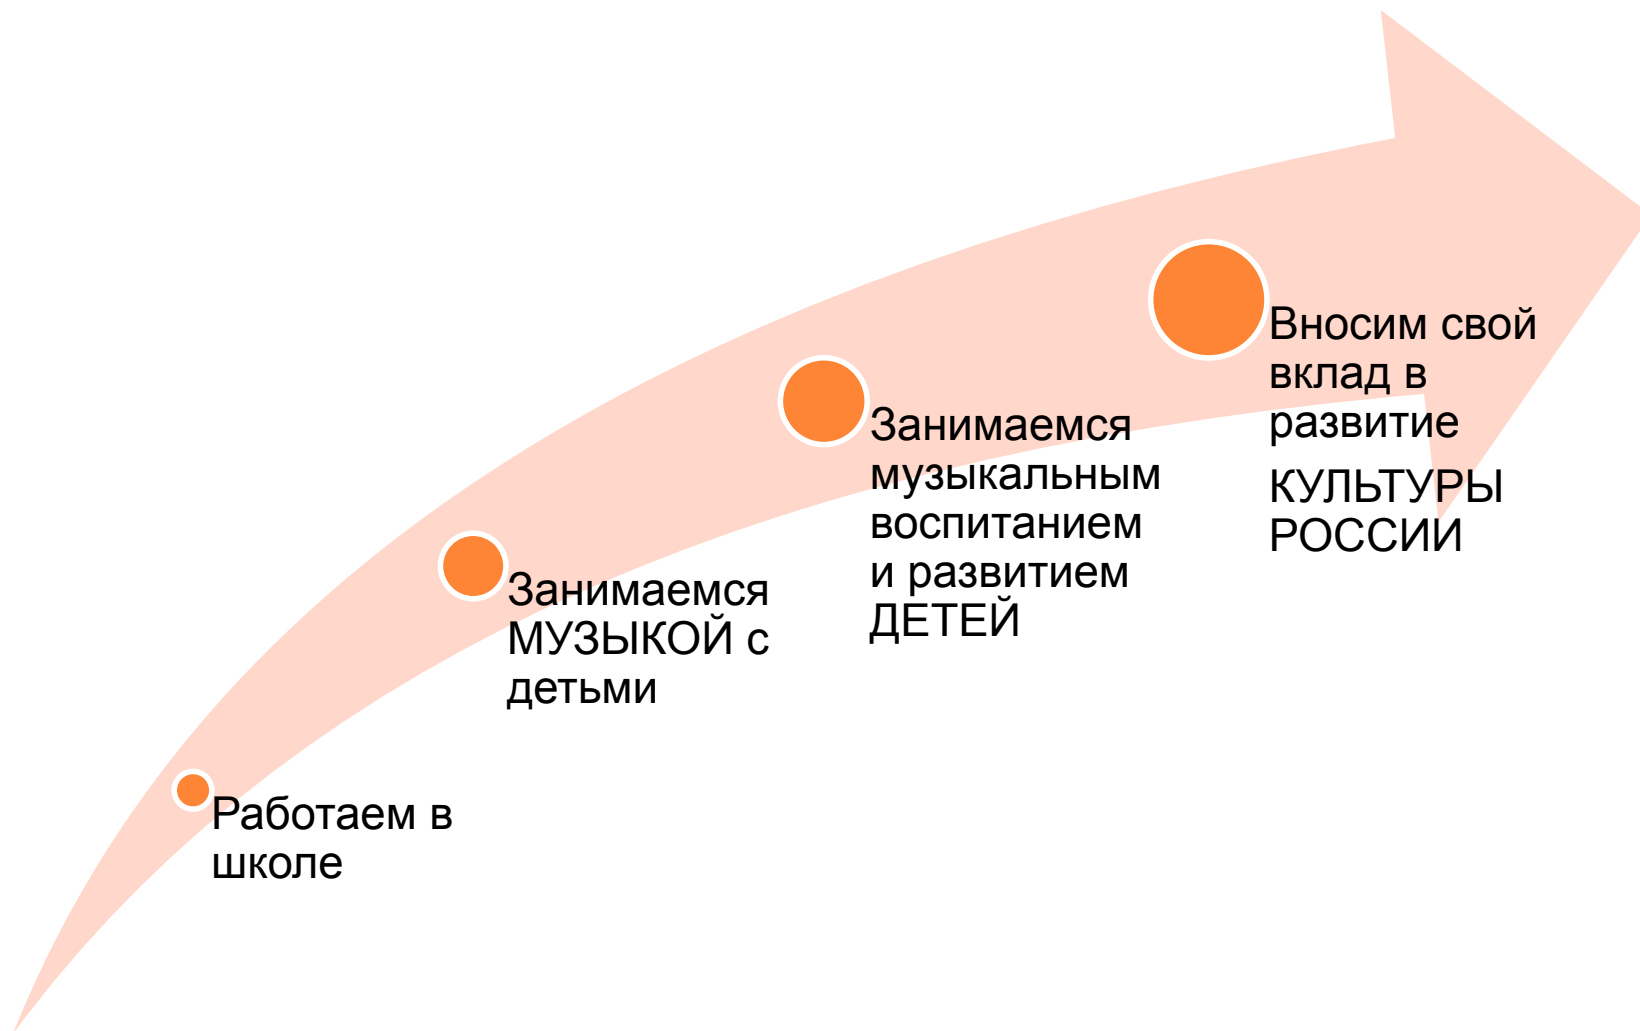 Работаем в
школе
Занимаемся
МУЗЫКОЙ с
детьми
Занимаемся
музыкальным
воспитанием
и развитием
ДЕТЕЙ
Вносим свой
вклад в
развитие
КУЛЬТУРЫ
РОССИИ